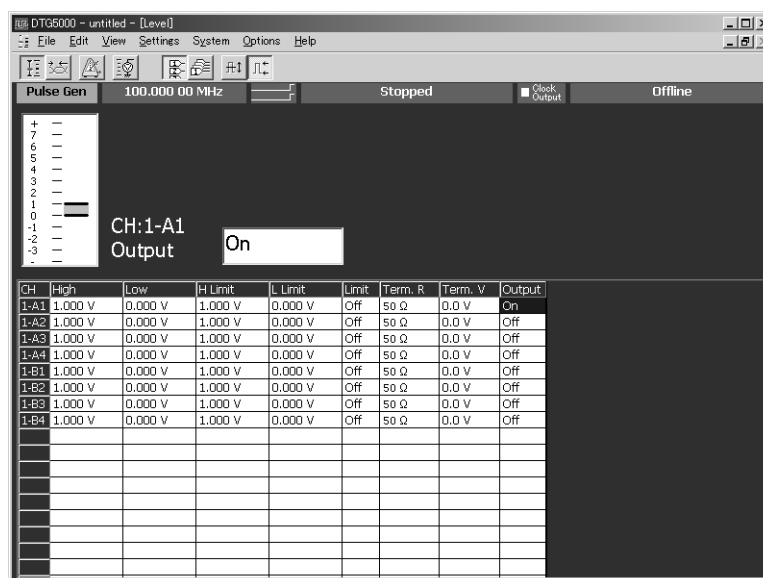 DTG5000 - untitled - [Level]
File Edit View Settings System Options Help
Pulse Gen 100.000 00 MHz Stopped Clock Output Offline
+
7
6
5
4
3
2
1
0
-1
-2
-3
-
CH:1-A1
Output On
CH High Low H Limit L Limit Limit Term. R Term. V Output
1-A1 1.000 V 0.000 V 1.000 V 0.000 V Off 50 Ω 0.0 V On
1-A2 1.000 V 0.000 V 1.000 V 0.000 V Off 50 Ω 0.0 V Off
1-A3 1.000 V 0.000 V 1.000 V 0.000 V Off 50 Ω 0.0 V Off
1-A4 1.000 V 0.000 V 1.000 V 0.000 V Off 50 Ω 0.0 V Off
1-B1 1.000 V 0.000 V 1.000 V 0.000 V Off 50 Ω 0.0 V Off
1-B2 1.000 V 0.000 V 1.000 V 0.000 V Off 50 Ω 0.0 V Off
1-B3 1.000 V 0.000 V 1.000 V 0.000 V Off 50 Ω 0.0 V Off
1-B4 1.000 V 0.000 V 1.000 V 0.000 V Off 50 Ω 0.0 V Off